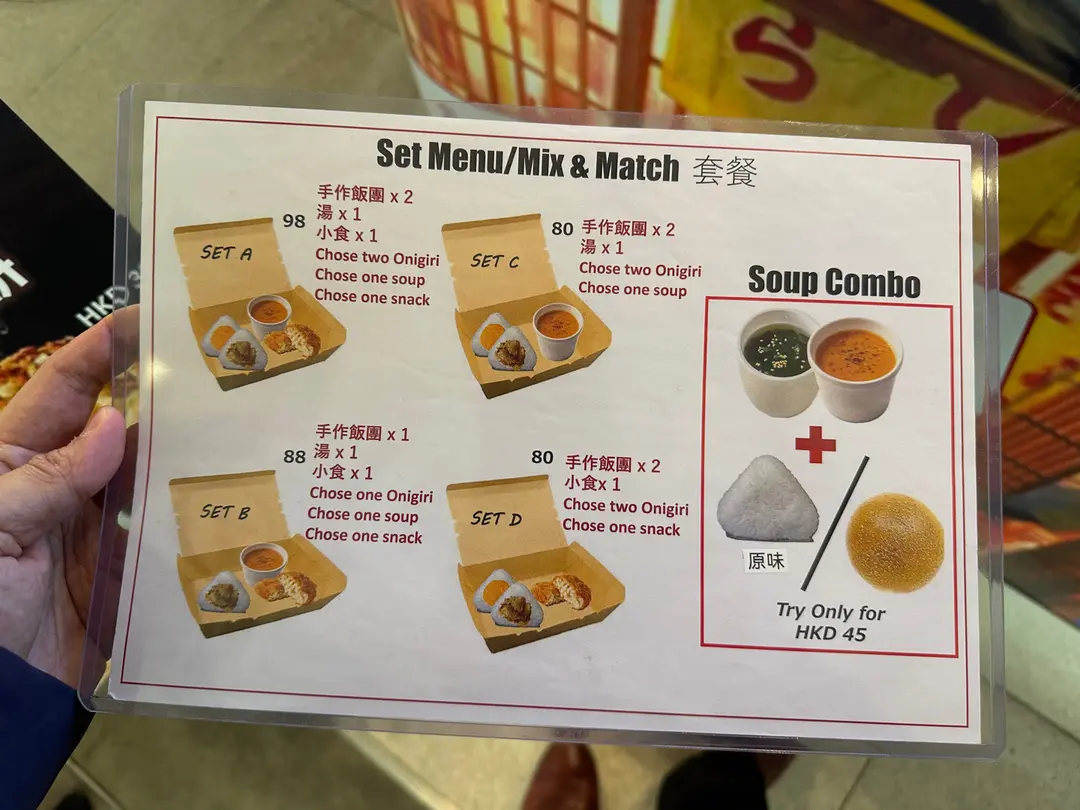 Set Menu/Mix & Match 套餐
SET A
98
手作飯團 x 2
湯 x 1
小食 x 1
Chose two Onigiri
Chose one soup
Chose one snack
SET C
80
手作飯團 x 2
湯 x 1
Chose two Onigiri
Chose one soup
SET B
88
手作飯團 x 1
湯 x 1
小食 x 1
Chose one Onigiri
Chose one soup
Chose one snack
SET D
80
手作飯團 x 2
小食x 1
Chose two Onigiri
Chose one snack
Soup Combo
原味
Try Only for
HKD 45